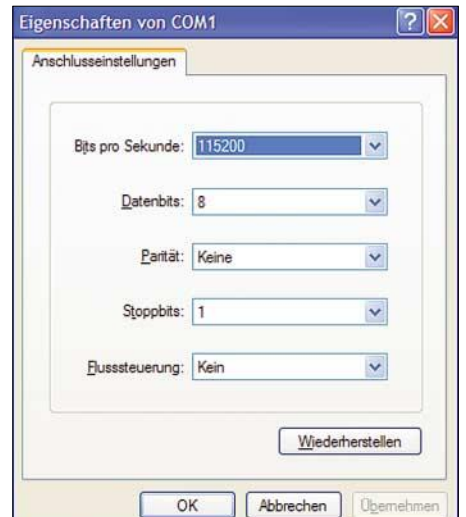 Eigenschaften von COM1
Anschlusseinstellungen
Bits pro Sekunde: 115200
Datenbits: 8
Parität: Keine
Stoppbits: 1
Flusssteuerung: Kein
Wiederherstellen
OK Abbrechen Übernehmen